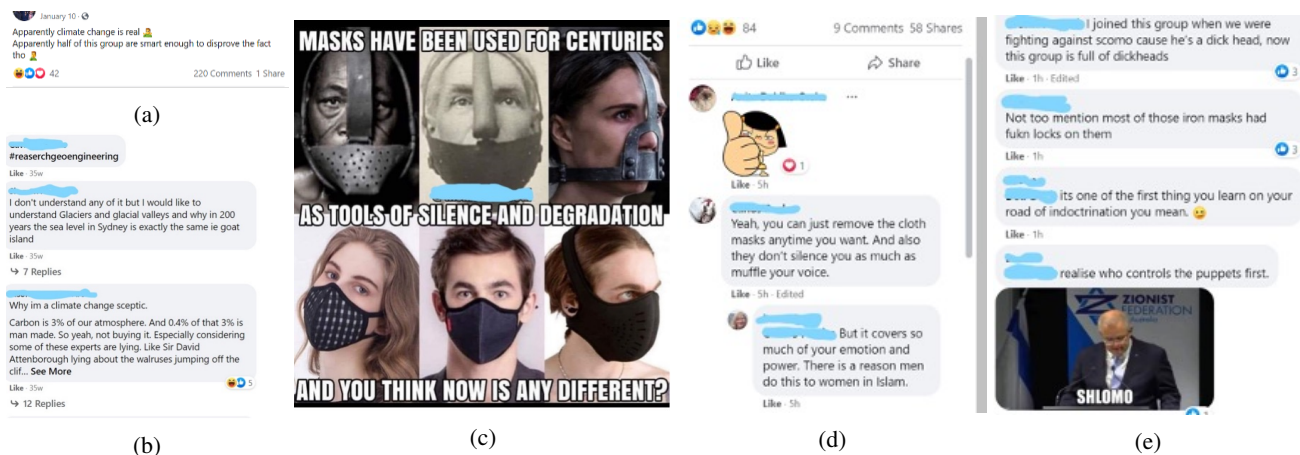 January 10
Apparently climate change is real
Apparently half of this group are smart enough to disprove the fact
tho
42
220 Comments 1 Share
(a)
#reaserchgeoengineering
Like · 35w
I don't understand any of it but I would like to
understand Glaciers and glacial valleys and why in 200
years the sea level in Sydney is exactly the same ie goat
island
Like · 35w
7 Replies
Why im a climate change sceptic.
Carbon is 3% of our atmosphere. And 0.4% of that 3% is
man made. So yeah, not buying it. Especially considering
some of these experts are lying. Like Sir David
Attenborough lying about the walruses jumping off the
clif... See More
Like · 35w
5
12 Replies
(b)
MASKS HAVE BEEN USED FOR CENTURIES
AS TOOLS OF SILENCE AND DEGRADATION
AND YOU THINK NOW IS ANY DIFFERENT?
(c)
84
9 Comments 58 Shares
Like
Share
...
1
Like · 5h
Yeah, you can just remove the cloth
masks anytime you want. And also
they don't silence you as much as
muffle your voice.
Like · 5h · Edited
But it covers so
much of your emotion and
power. There is a reason men
do this to women in Islam.
Like · 5h
(d)
I joined this group when we were
fighting against scomo cause he's a dick head, now
this group is full of dickheads
Like · 1h · Edited
3
Not too mention most of those iron masks had
fukn locks on them
Like · 1h
3
its one of the first thing you learn on your
road of indoctrination you mean.
Like · 1h
realise who controls the puppets first.
ZIONIST
FEDERATION
SHLOMO
1
(e)